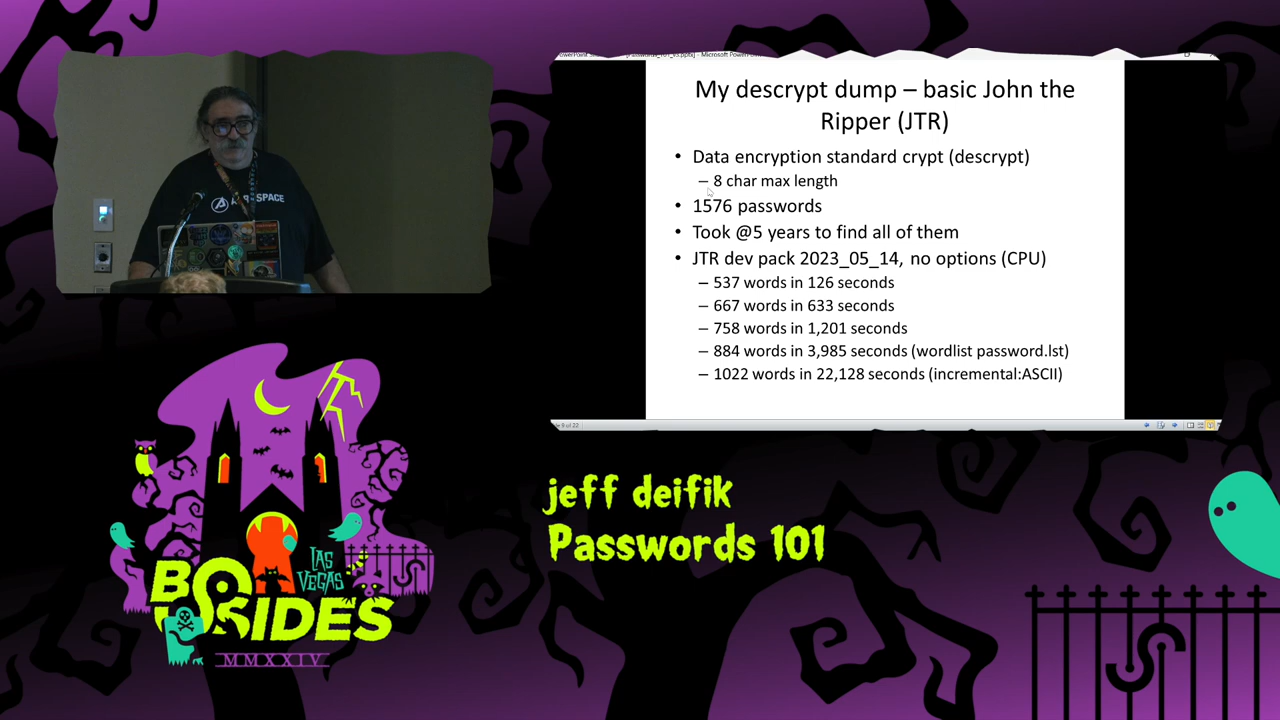 My descrypt dump – basic John the
Ripper (JTR)
• Data encryption standard crypt (descrypt)
– 8 char max length
• 1576 passwords
• Took @5 years to find all of them
• JTR dev pack 2023_05_14, no options (CPU)
– 537 words in 126 seconds
– 667 words in 633 seconds
– 758 words in 1,201 seconds
– 884 words in 3,985 seconds (wordlist password.lst)
– 1022 words in 22,128 seconds (incremental:ASCII)
9 of 22
jeff deifik
Passwords 101
LAS
VEGAS
BSIDES
MMXXIV